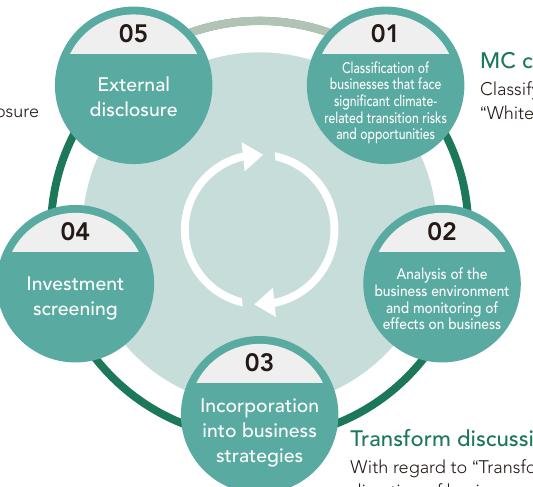 05
External
disclosure
01
Classification of
businesses that face
significant climate-
related transition risks
and opportunities
MC c
Classify
"White
osure
04
Investment
screening
02
Analysis of the
business environment
and monitoring of
effects on business
03
Incorporation
into business
strategies
Transform discussi
With regard to "Transfo